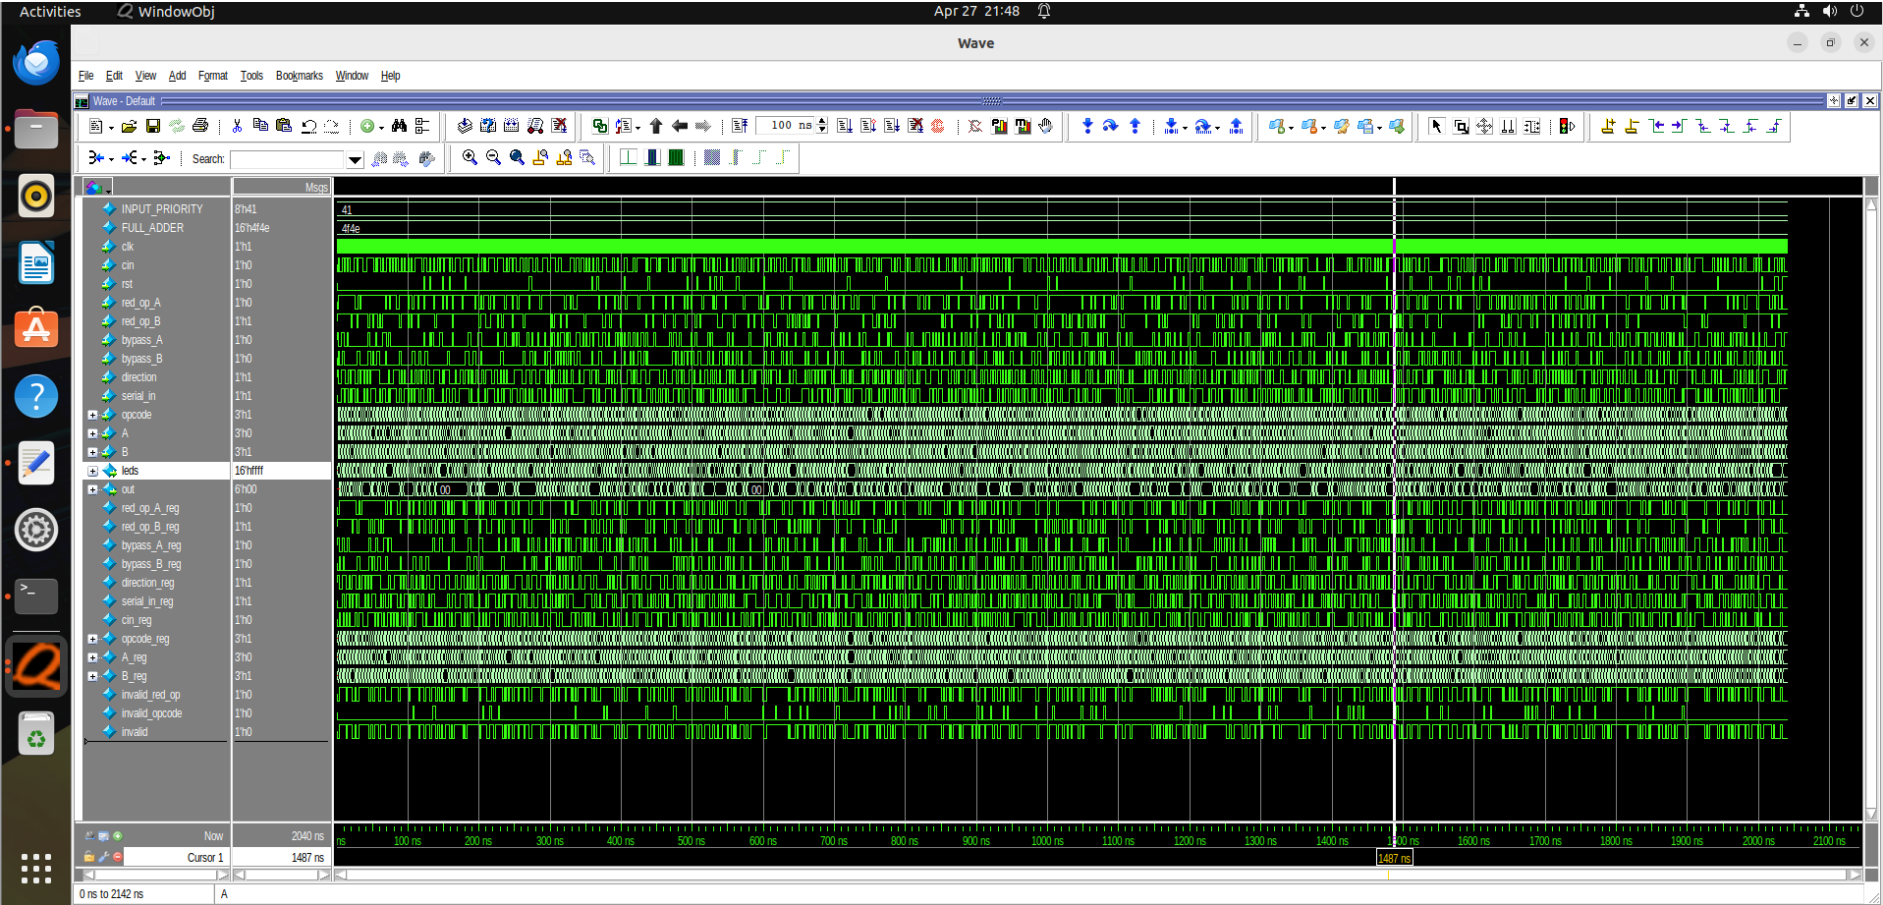 Activities WindowObj Apr 27 21:48
Wave
File Edit View Add Format Tools Bookmarks Window Help
Wave - Default
100 ns
Search:
Msgs
INPUT_PRIORITY 8'h41 41
FULL_ADDER 16'h4f4e 4f4e
clk 1'h1
cin 1'h0
rst 1'h0
red_op_A 1'h0
red_op_B 1'h1
bypass_A 1'h0
bypass_B 1'h0
direction 1'h1
serial_in 1'h1
opcode 3'h1
A 3'h0
B 3'h1
leds 16'hffff
out 6'h00 00 00
red_op_A_reg 1'h0
red_op_B_reg 1'h1
bypass_A_reg 1'h0
bypass_B_reg 1'h0
direction_reg 1'h1
serial_in_reg 1'h1
cin_reg 1'h0
opcode_reg 3'h1
A_reg 3'h0
B_reg 3'h1
invalid_red_op 1'h0
invalid_opcode 1'h0
invalid 1'h0
Now 2040 ns ns 100 ns 200 ns 300 ns 400 ns 500 ns 600 ns 700 ns 800 ns 900 ns 1000 ns 1100 ns 1200 ns 1300 ns 1400 ns 1500 ns 1600 ns 1700 ns 1800 ns 1900 ns 2000 ns 2100 ns
Cursor 1 1487 ns 1487 ns
0 ns to 2142 ns A